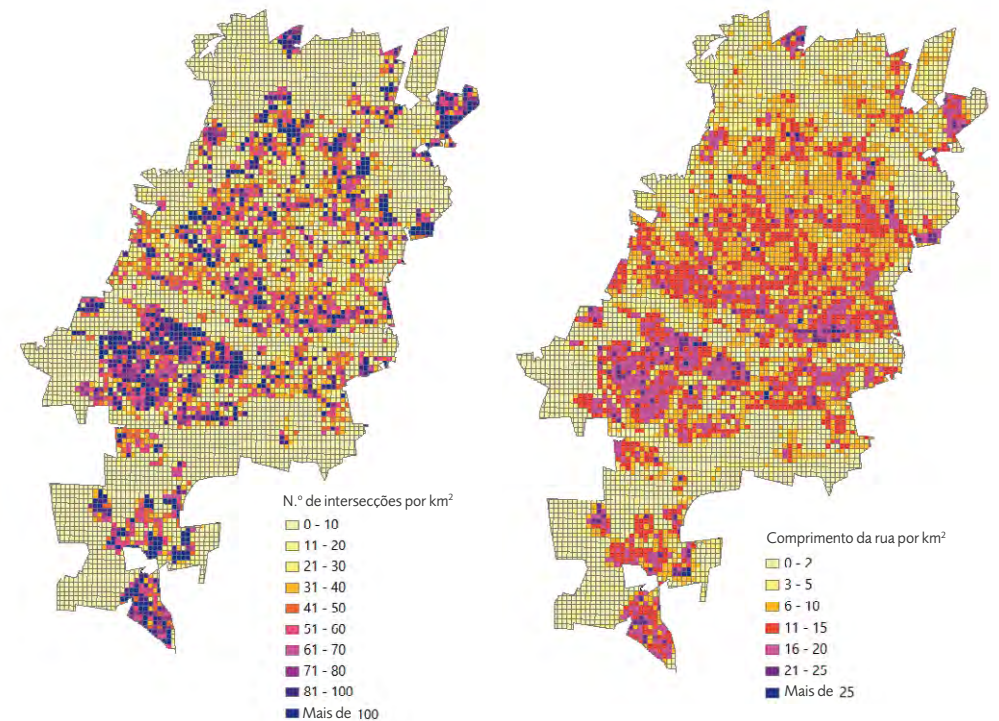 N.º de intersecções por km²
0 - 10
11 - 20
21 - 30
31 - 40
41 - 50
51 - 60
61 - 70
71 - 80
81 - 100
Mais de 100
Comprimento da rua por km²
0 - 2
3 - 5
6 - 10
11 - 15
16 - 20
21 - 25
Mais de 25